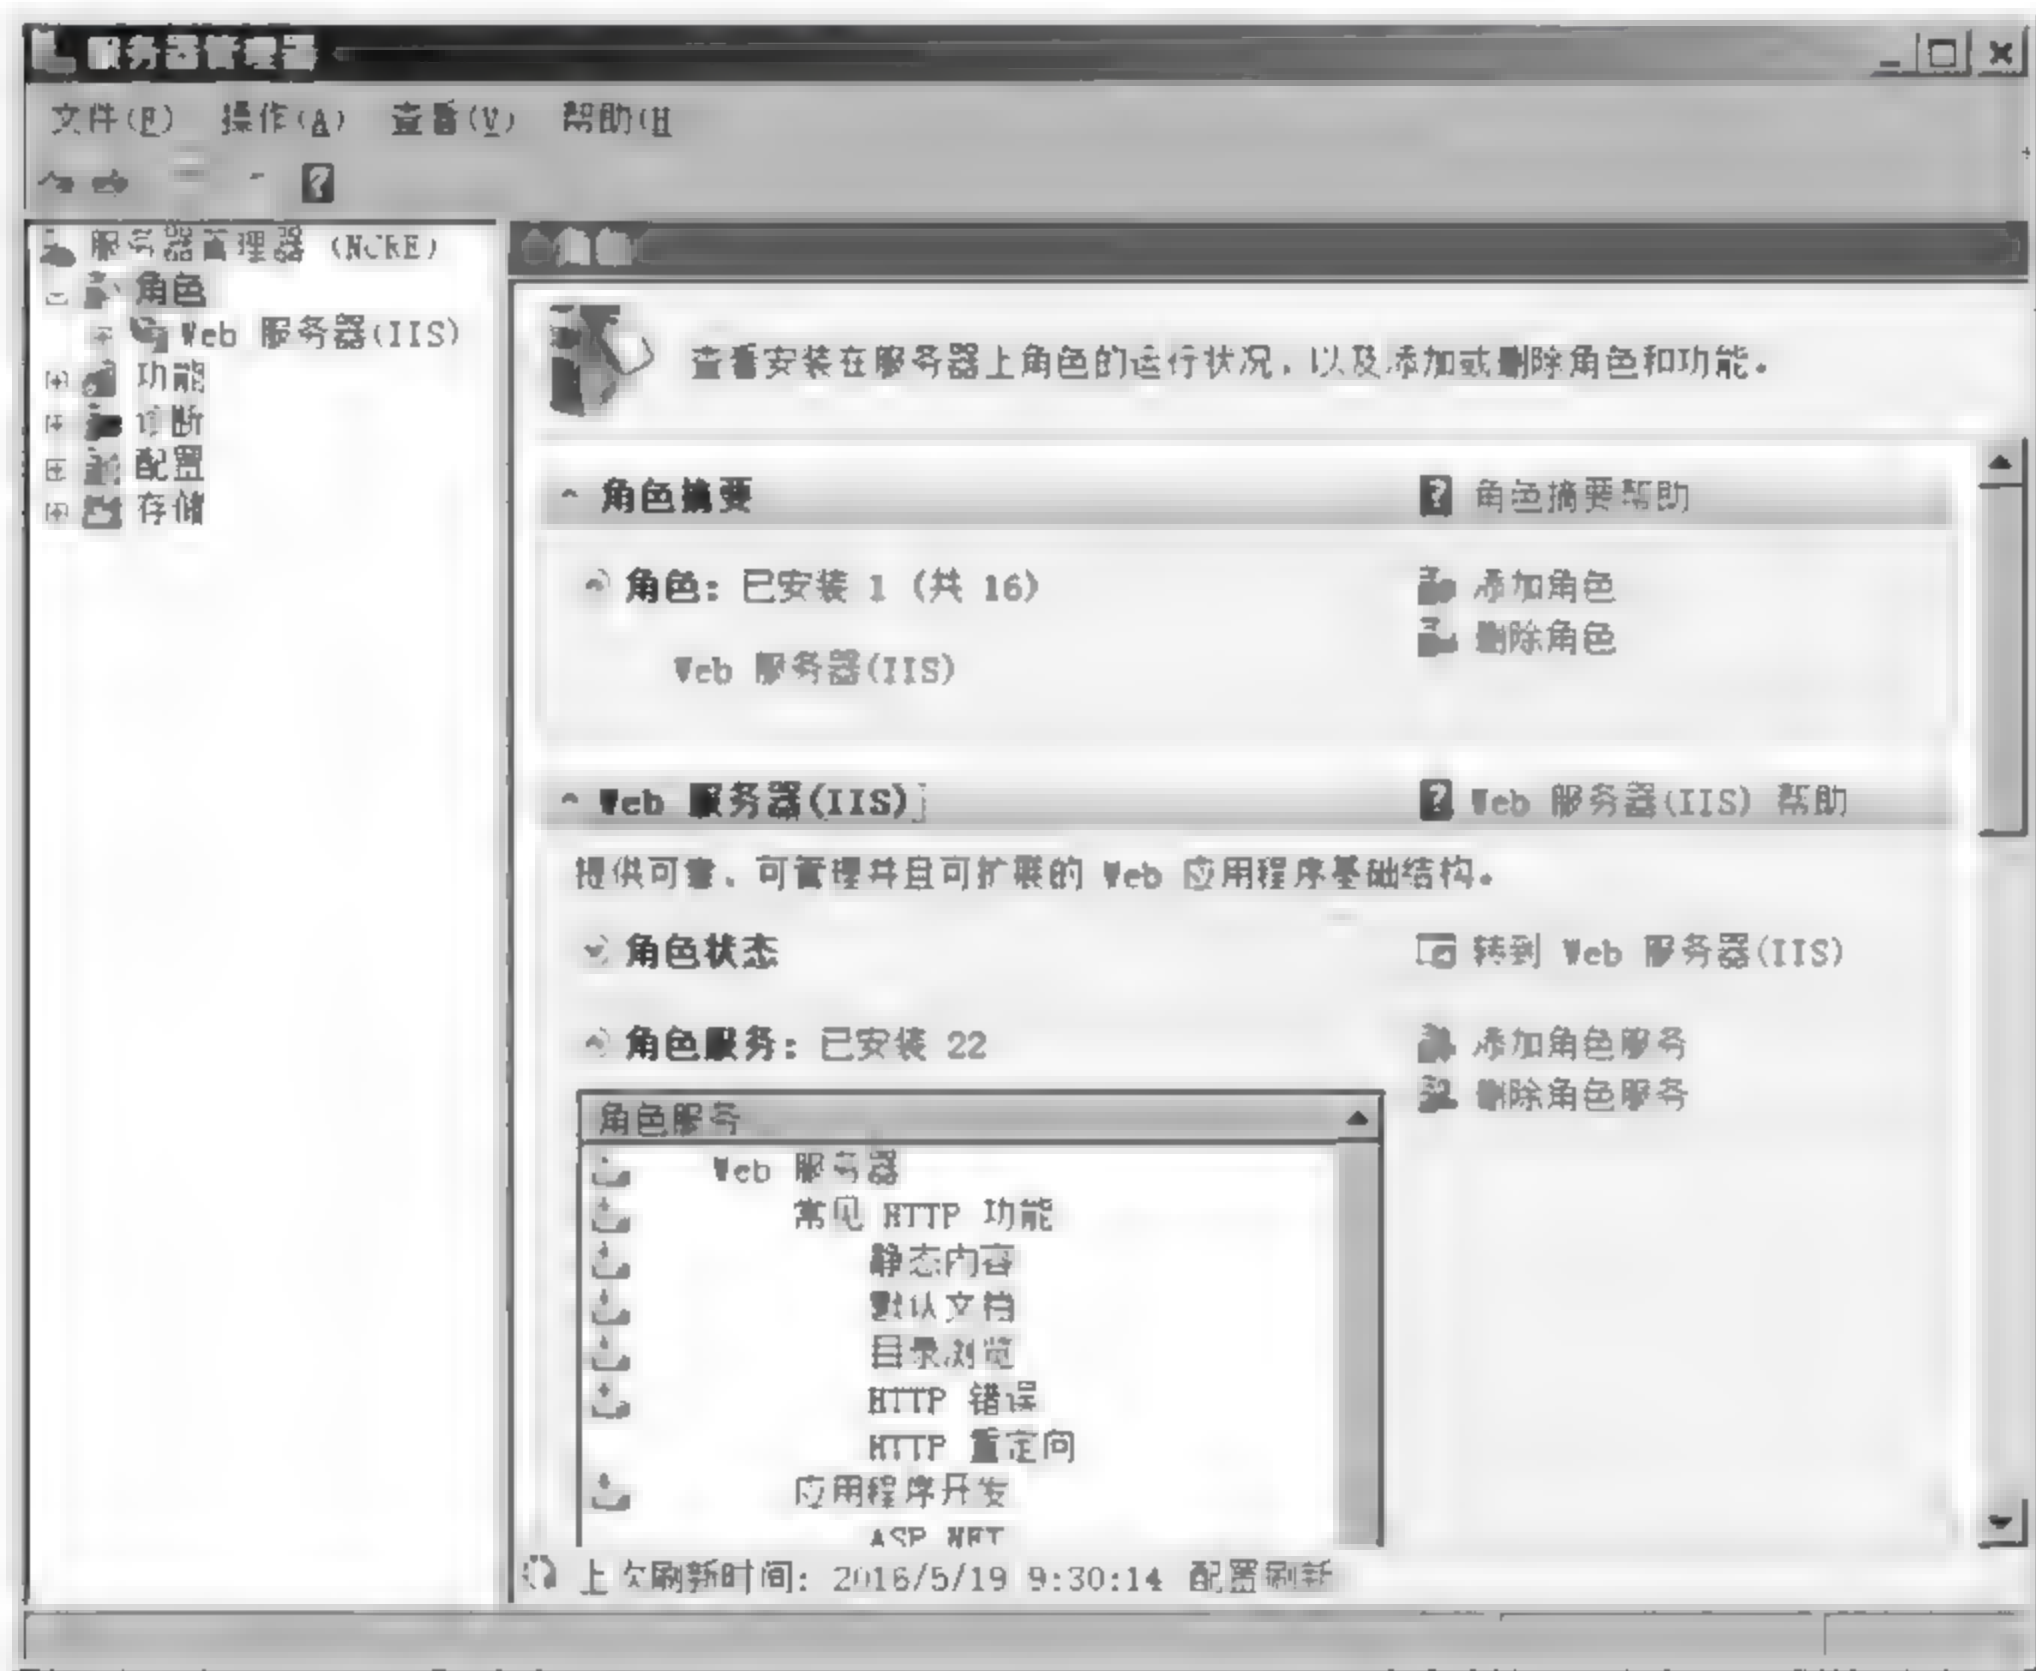 服务器管理器
文件(F) 操作(A) 查看(V) 帮助(H
服务器管理器 (NCRE)
角色
Web 服务器(IIS)
功能
诊断
配置
存储
查看安装在服务器上角色的运行状况，以及添加或删除角色和功能。
角色摘要
角色摘要帮助
角色：已安装 1 (共 16)
添加角色
删除角色
Web 服务器(IIS)
Web 服务器(IIS)
Web 服务器(IIS) 帮助
提供可靠、可管理并且可扩展的 Web 应用程序基础结构。
角色状态
转到 Web 服务器(IIS)
角色服务：已安装 22
添加角色服务
删除角色服务
角色服务
Web 服务器
常见 HTTP 功能
静态内容
默认文档
目录浏览
HTTP 错误
HTTP 重定向
应用程序开发
ASP.NET
上次刷新时间: 2016/5/19 9:30:14 配置刷新